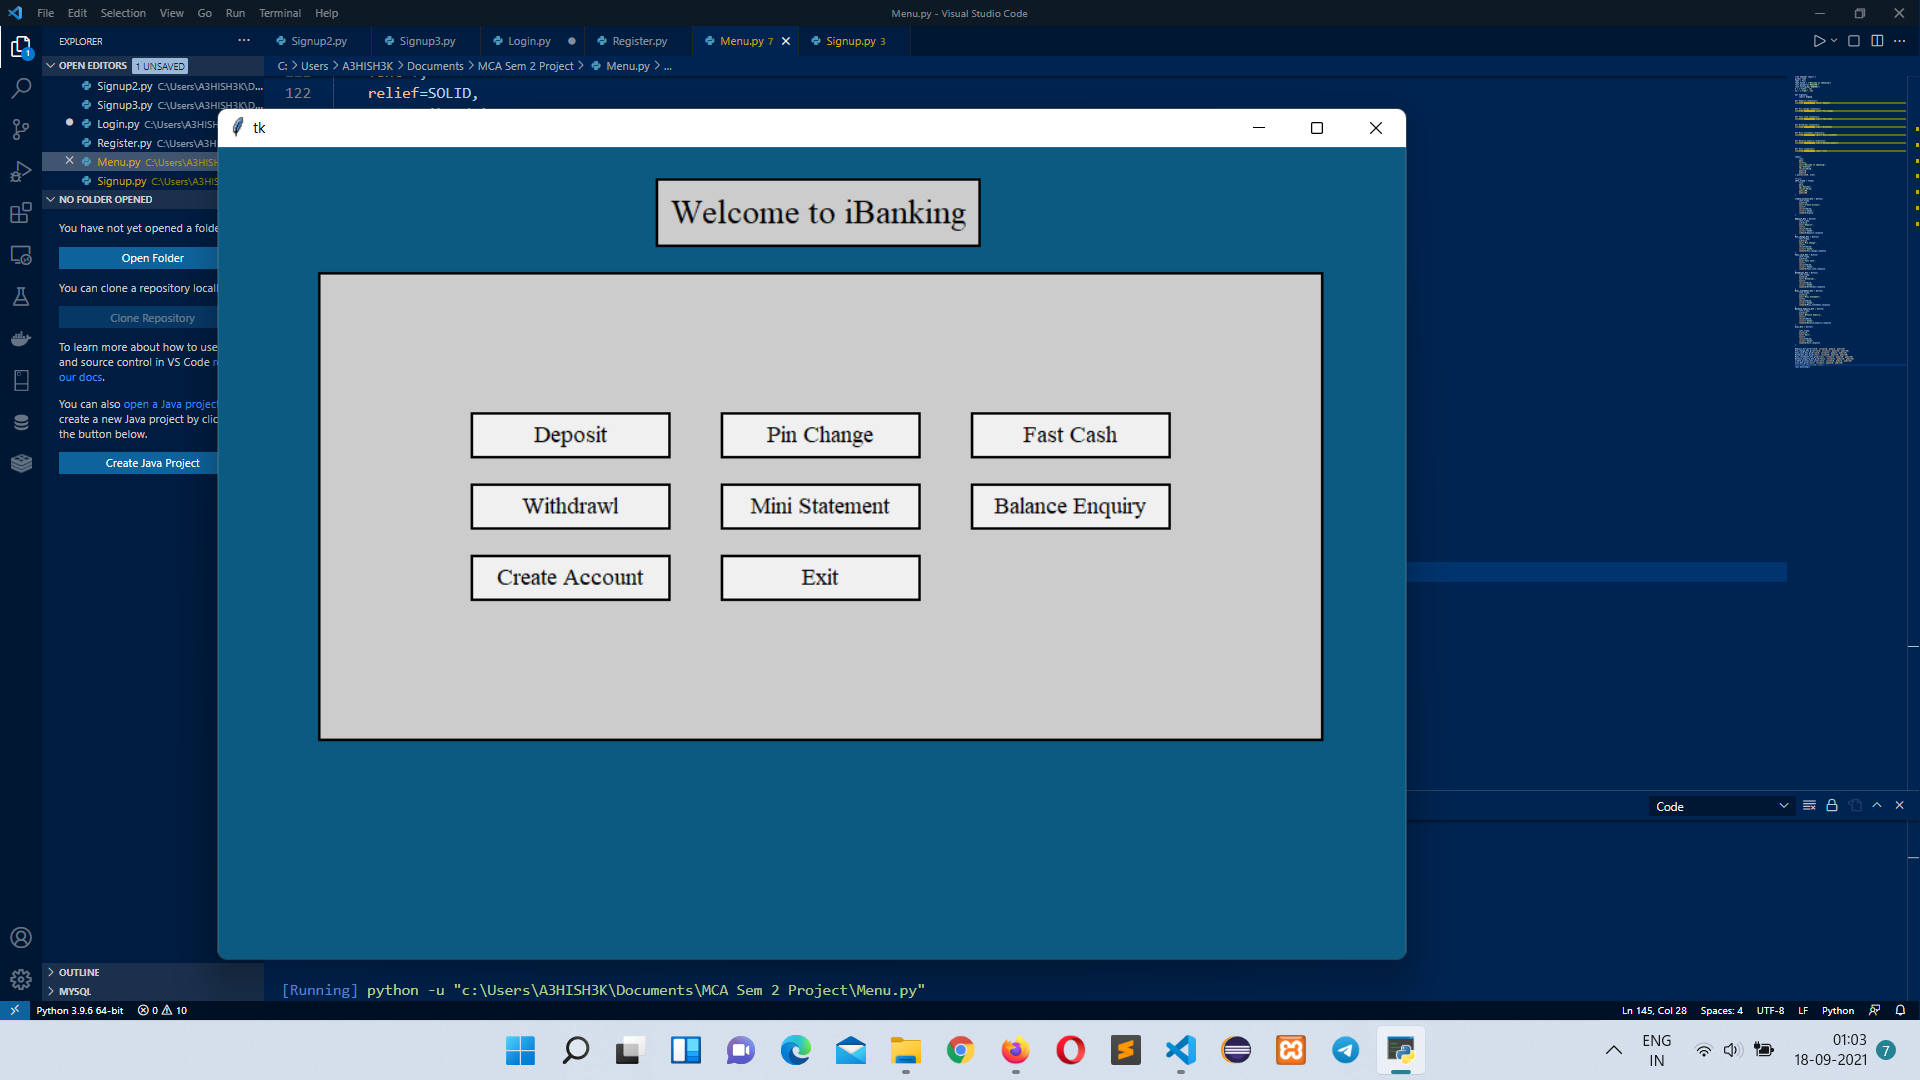 File Edit Selection View Go Run Terminal Help
Menu.py - Visual Studio Code
EXPLORER
Signup2.py Signup3.py Login.py Register.py Menu.py 7 Signup.py 3
OPEN EDITORS 1 UNSAVED
C: > Users > A3HISH3K > Documents > MCA Sem 2 Project > Menu.py > ...
Signup2.py C:\Users\A3HISH3K\D...
Signup3.py C:\Users\A3HISH3K\D...
Login.py C:\Users\A3HISH
Register.py C:\Users\A3H
Menu.py C:\Users\A3HISH
Signup.py C:\Users\A3HIS
122 relief=SOLID,
NO FOLDER OPENED
You have not yet opened a folde
Open Folder
You can clone a repository locall
Clone Repository
To learn more about how to use
and source control in VS Code r
our docs.
You can also open a Java project
create a new Java project by clic
the button below.
Create Java Project
OUTLINE
MYSQL
tk
Welcome to iBanking
Deposit Pin Change Fast Cash
Withdrawl Mini Statement Balance Enquiry
Create Account Exit
Code
[Running] python -u "c:\Users\A3HISH3K\Documents\MCA Sem 2 Project\Menu.py"
Python 3.9.6 64-bit 0 10
Ln 145, Col 28 Spaces: 4 UTF-8 LF Python
ENG
IN
01:03
18-09-2021
7